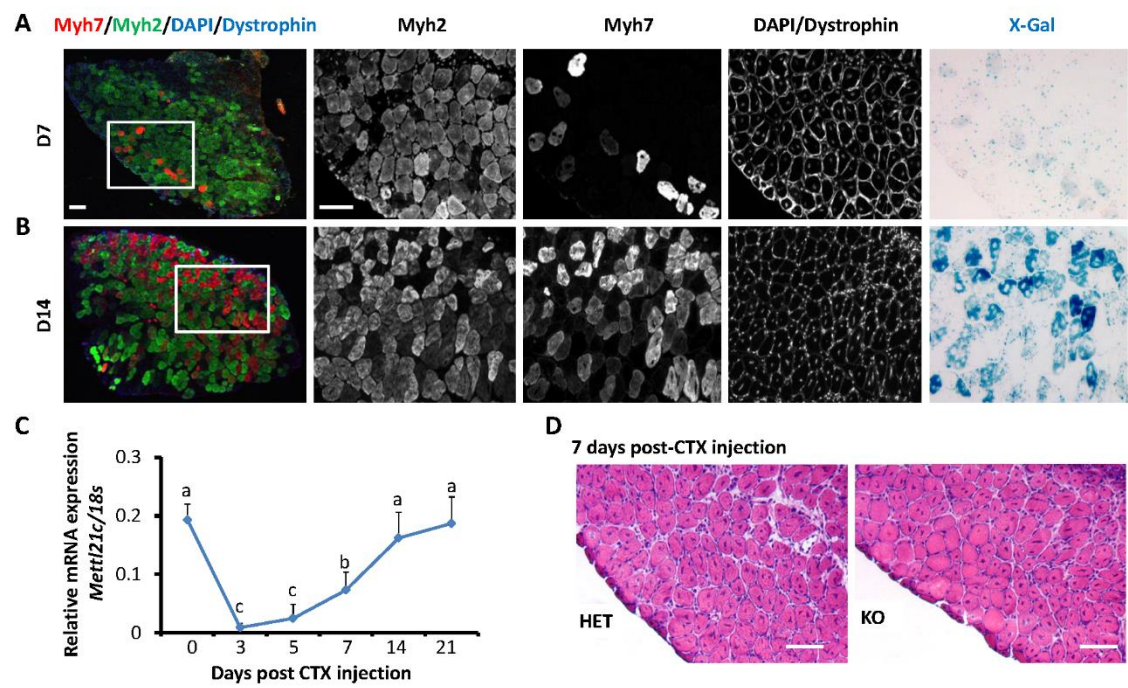 A Myh7/Myh2/DAPI/Dystrophin Myh2 Myh7 DAPI/Dystrophin X-Gal
D7
B
D14
C
Relative mRNA expression
Mettl21c/18s
0.3
0.2
0.1
0
a
c
c
b
a
a
0 3 5 7 14 21
Days post CTX injection
D
7 days post-CTX injection
HET
KO